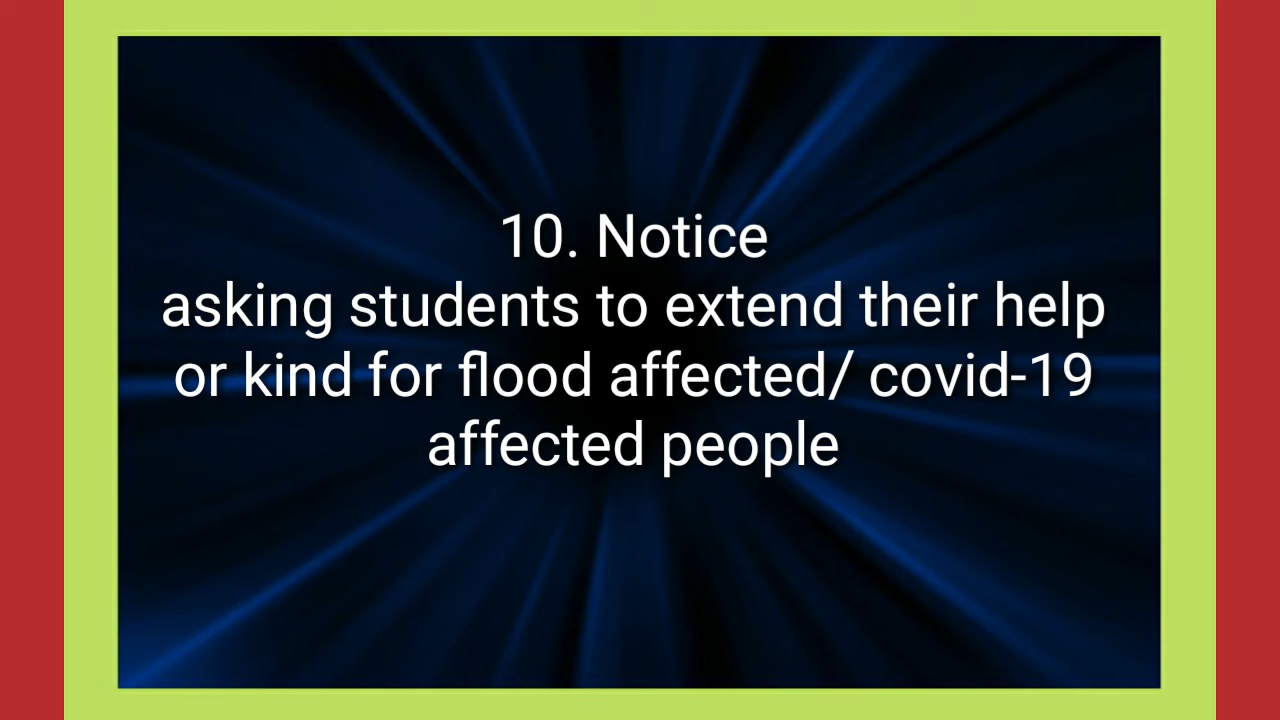 10. Notice
asking students to extend their help
or kind for flood affected/ covid-19
affected people